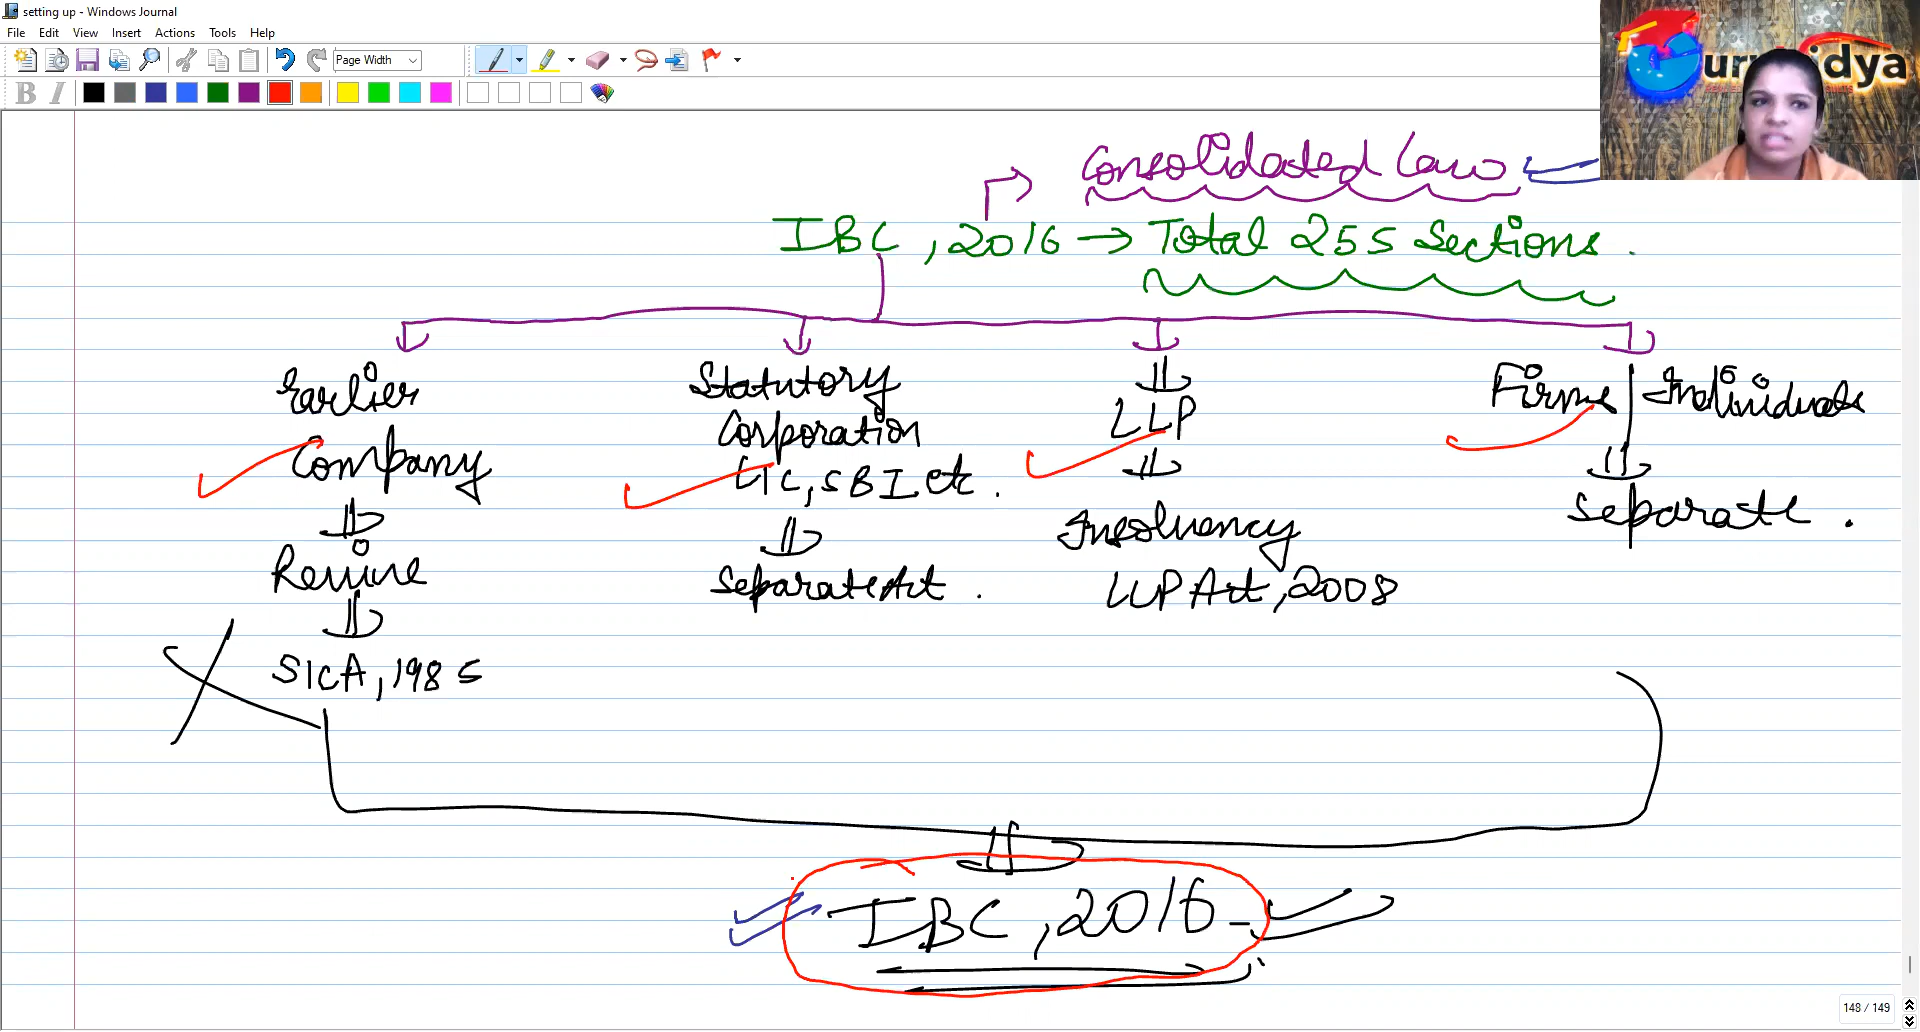 setting up - Windows Journal
File Edit View Insert Actions Tools Help
Page Width
B I
Consolidated Law
IBC, 2016 → Total 255 Sections.
Earlier
Company
Revive
SICA, 1985
Statutory
Corporation
LIC, SBI etc.
Separate Act.
LLP
Insolvency
LLP Act, 2008
Firms Individuals
Separate.
IBC, 2016
148 / 149